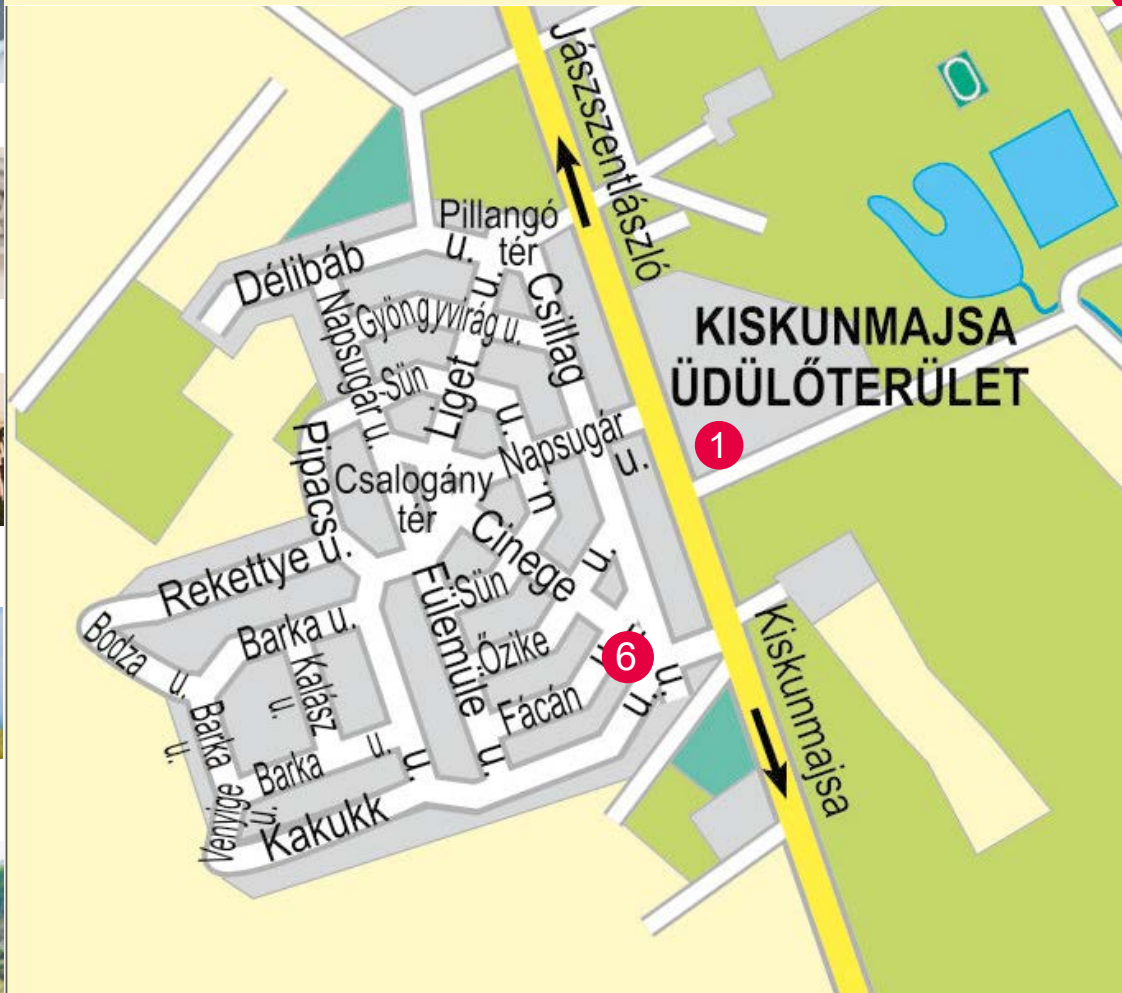 Jászszentlászló
Pillangó
tér
Délibáb
u.
Napsugár u.
Gyöngyvirág u.
Liget
u.
Csillag
Sün
u.
KISKUNMAJSA
ÜDÜLŐTERÜLET
1
Napsugár
u.
Pipacs
Csalogány
tér
u.
Cinege
u.
Rekettye u.
Fülemüle
Sün
Bodza
u.
Barka u.
Őzike
6
u.
u.
u.
Kiskunmajsa
Kalász
u.
Fácán
Barka
u.
Barka
u.
u.
u.
Venyige
u.
Kakukk